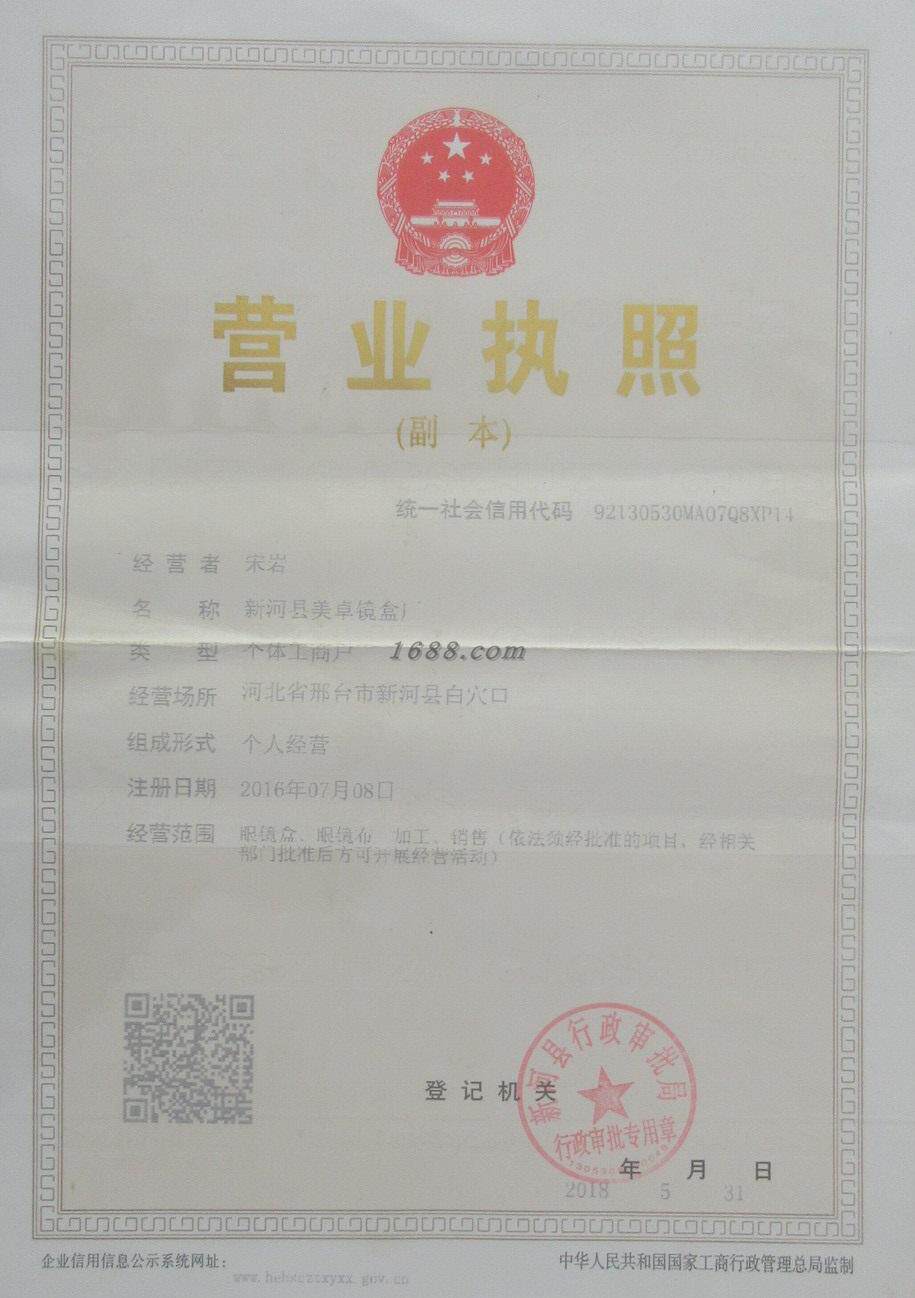 营业执照
(副 本)
统一社会信用代码 92130530MA07Q8XP14
经营者 宋岩
名 称 新河县美卓镜盒厂
类 型 个体工商户
1688.com
经营场所 河北省邢台市新河县白穴口
组成形式 个人经营
注册日期 2016年07月08日
经营范围 眼镜盒、眼镜布 加工、销售(依法须经批准的项目、经相关
部门批准后方可开展经营活动)
新河县行政审批局
登记机关
行政审批专用章
年 月 日
2018 5 31
企业信用信息公示系统网址:
中华人民共和国国家工商行政管理总局监制